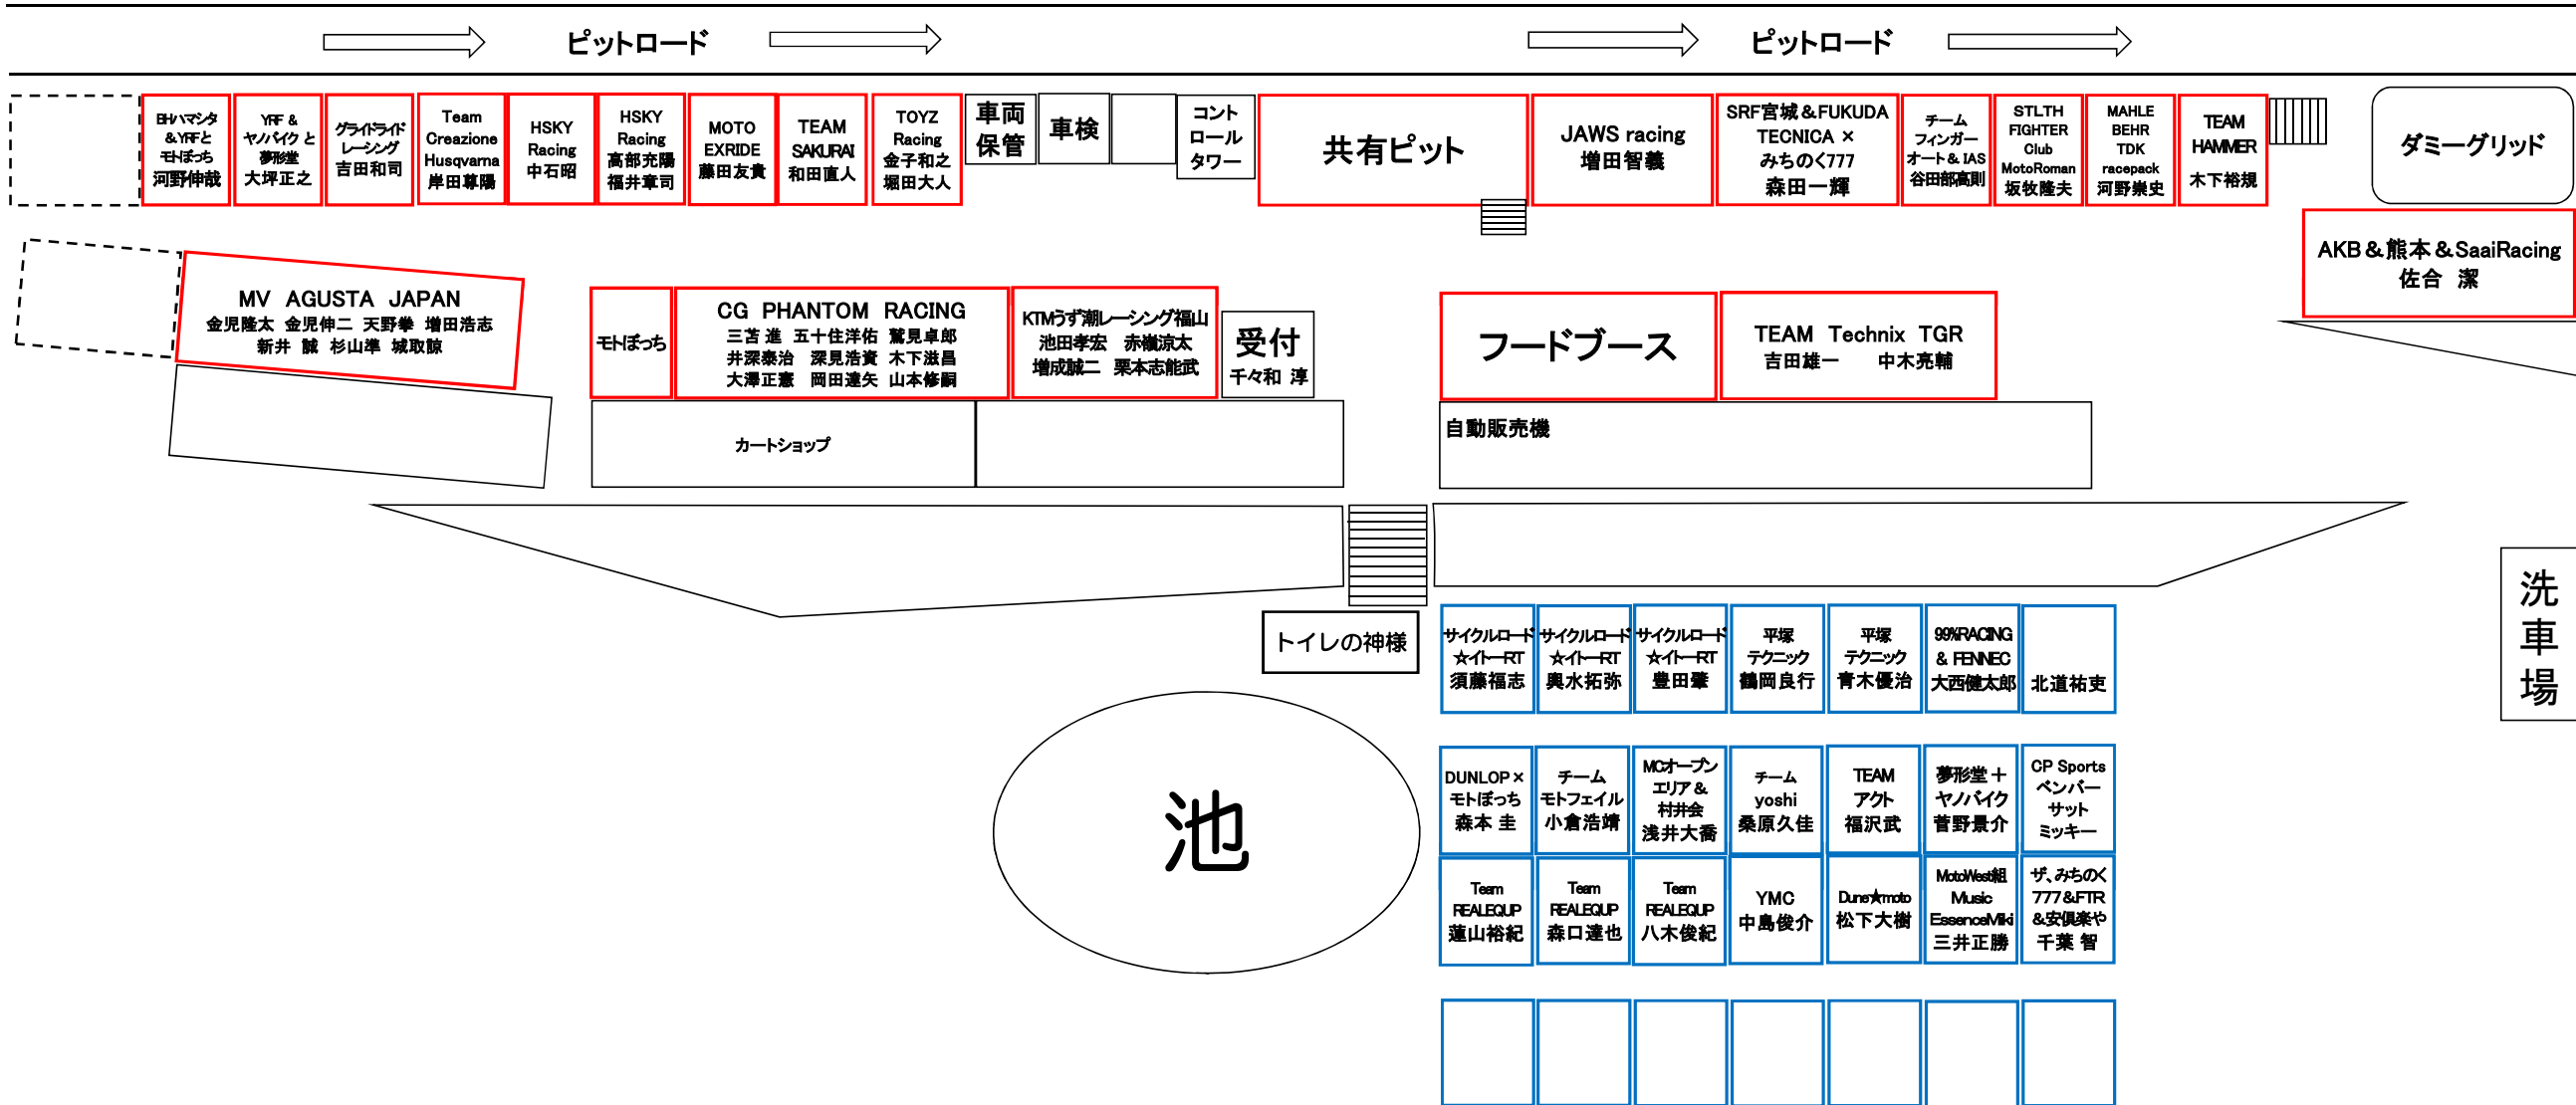 ピットロード
ピットロード
BHハマシタ
&YRFと
モトぼっち
河野伸哉
YRF &
ヤノバイク と
夢形堂
大坪正之
グライドライド
レーシング
吉田和司
Team
Creazione
Husqvarna
岸田尊陽
HSKY
Racing
中石昭
HSKY
Racing
高部充陽
福井章司
MOTO
EXRIDE
藤田友貴
TEAM
SAKURAI
和田直人
TOYZ
Racing
金子和之
堀田大人
車両
保管
車検
コント
ロール
タワー
共有ピット
JAWS racing
増田智義
SRF宮城&FUKUDA
TECNICA ×
みちのく777
森田一輝
チーム
フィンガー
オート& IAS
谷田部高則
STLTH
FIGHTER
Club
MotoRoman
坂牧隆夫
MAHLE
BEHR
TDK
racepack
河野崇史
TEAM
HAMMER
木下裕規
ダミーグリッド
AKB&熊本&SaaiRacing
佐合 潔
MV AGUSTA JAPAN
金児隆太 金児伸二 天野拳 増田浩志
新井 誠 杉山準 城取諒
モトぼっち
CG PHANTOM RACING
三苫 進 五十住洋佑 鷲見卓郎
井深泰治 深見浩資 木下滋昌
大澤正憲 岡田達矢 山本修嗣
KTMうず潮レーシング福山
池田孝宏 赤嶺涼太
増成誠二 栗本志能武
受付
千々和 淳
フードブース
TEAM Technix TGR
吉田雄一 中木亮輔
カートショップ
自動販売機
洗車場
トイレの神様
サイクルロード
☆イトーRT
須藤福志
サイクルロード
☆イトーRT
輿水拓弥
サイクルロード
☆イトーRT
豊田肇
平塚
テクニック
鶴岡良行
平塚
テクニック
青木優治
99%RACING
& FENNEC
大西健太郎
北道祐吏
池
DUNLOP×
モトぼっち
森本 圭
チーム
モトフェイル
小倉浩靖
MCオープン
エリア &
村井会
浅井大喬
チーム
yoshi
桑原久佳
TEAM
アクト
福沢武
夢形堂+
ヤノバイク
菅野景介
CP Sports
ベンバー
サット
ミッキー
Team
REALEQUP
蓮山裕紀
Team
REALEQUP
森口達也
Team
REALEQUP
八木俊紀
YMC
中島俊介
Dune★moto
松下大樹
MotoWest組
Music
EssenceMiki
三井正勝
ザ、みちのく
777&FTR
&安倶楽や
千葉 智